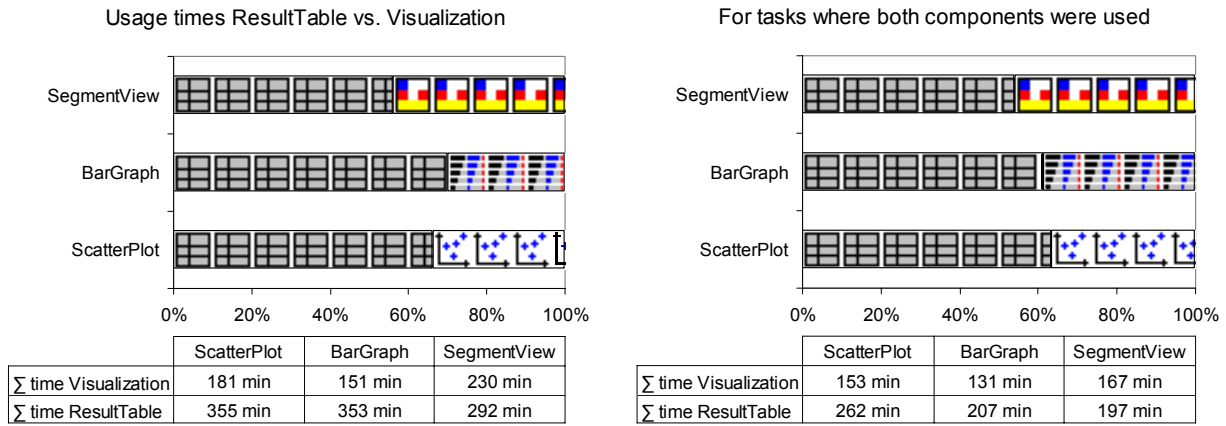 Usage times ResultTable vs. Visualization
SegmentView
BarGraph
ScatterPlot
0% 20% 40% 60% 80% 100%
ScatterPlot BarGraph SegmentView
∑ time Visualization 181 min 151 min 230 min
∑ time ResultTable 355 min 353 min 292 min
For tasks where both components were used
SegmentView
BarGraph
ScatterPlot
0% 20% 40% 60% 80% 100%
ScatterPlot BarGraph SegmentView
∑ time Visualization 153 min 131 min 167 min
∑ time ResultTable 262 min 207 min 197 min